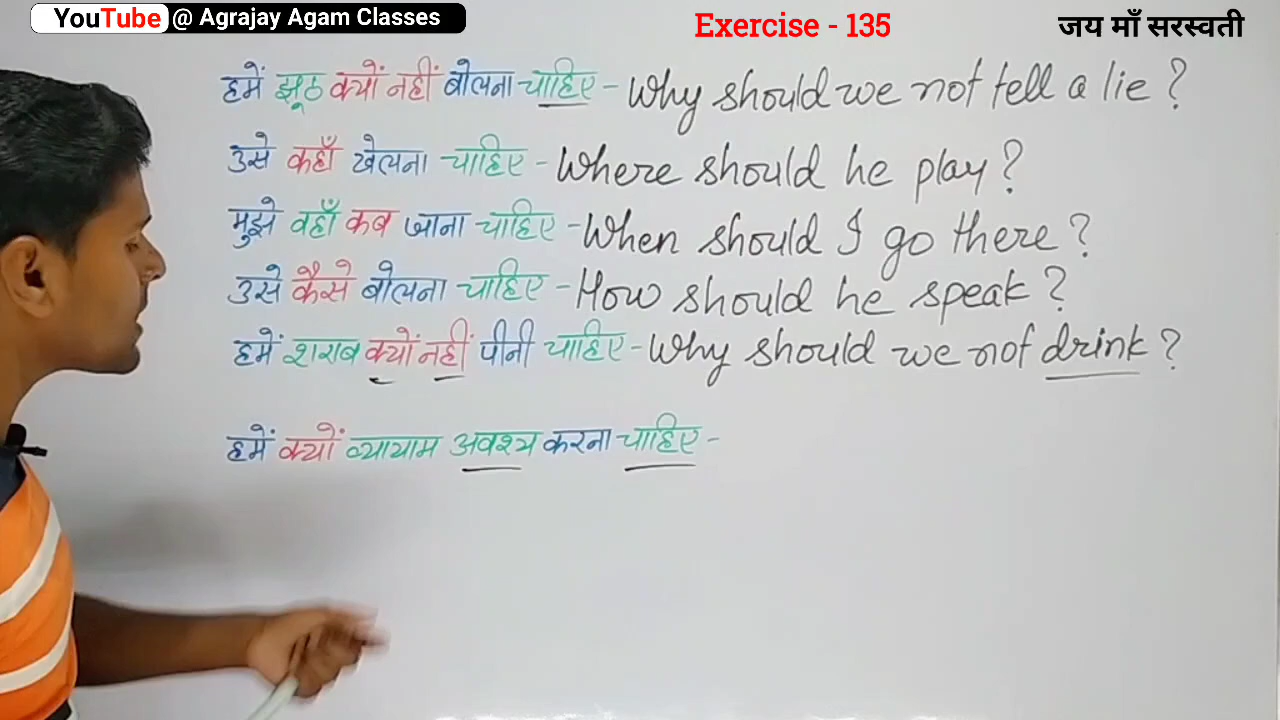 YouTube @ Agrajay Agam Classes
Exercise - 135
जय माँ सरस्वती
हमें झूठ क्यों नहीं बोलना चाहिए - Why should we not tell a lie ?
उसे कहाँ खेलना चाहिए - Where should he play ?
मुझे वहाँ कब जाना चाहिए - When should I go there ?
उसे कैसे बोलना चाहिए - How should he speak ?
हमें शराब क्यों नहीं पीनी चाहिए - Why should we not drink ?
हमें क्यों व्यायाम अवश्य करना चाहिए -